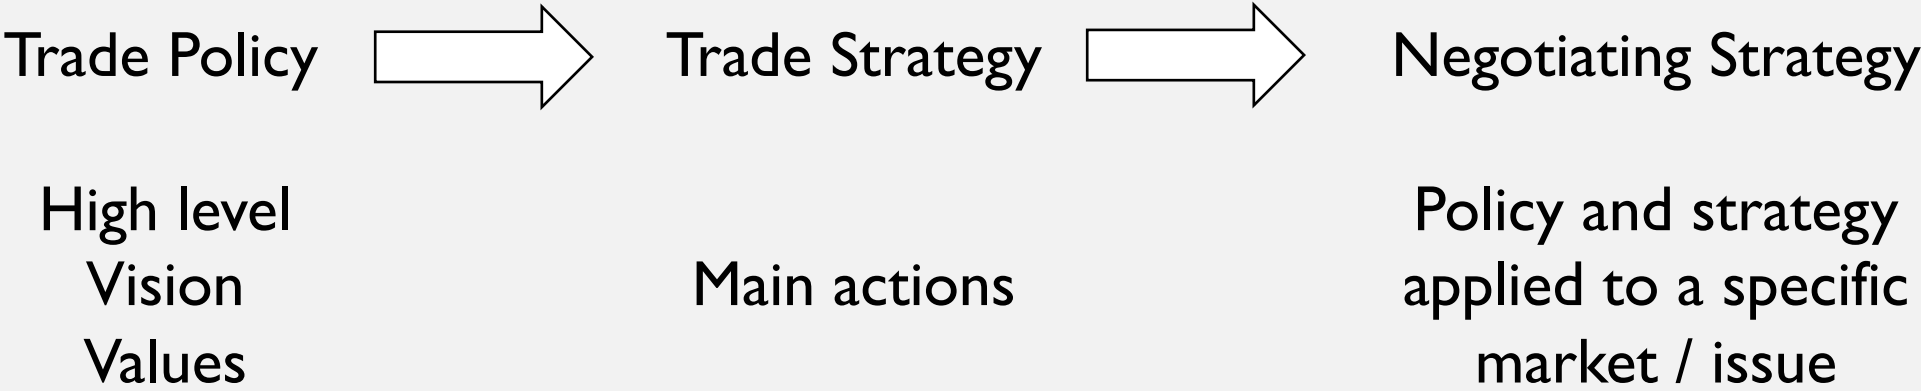 Trade Policy
Trade Strategy
Negotiating Strategy
High level
Vision
Values
Main actions
Policy and strategy
applied to a specific
market / issue